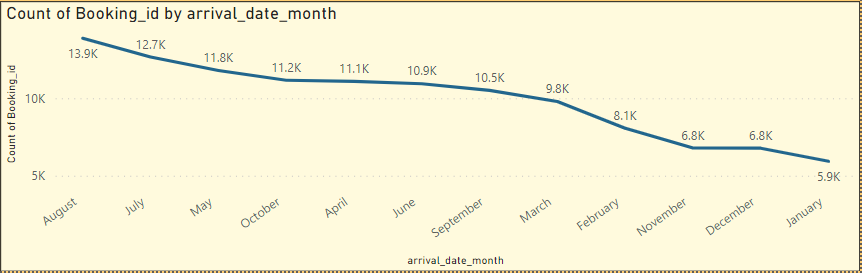 Count of Booking_id by arrival_date_month
Count of Booking_id
10K
5K
13.9K
12.7K
11.8K
11.2K
11.1K
10.9K
10.5K
9.8K
8.1K
6.8K
6.8K
5.9K
August
July
May
October
April
June
September
March
February
November
December
January
arrival_date_month